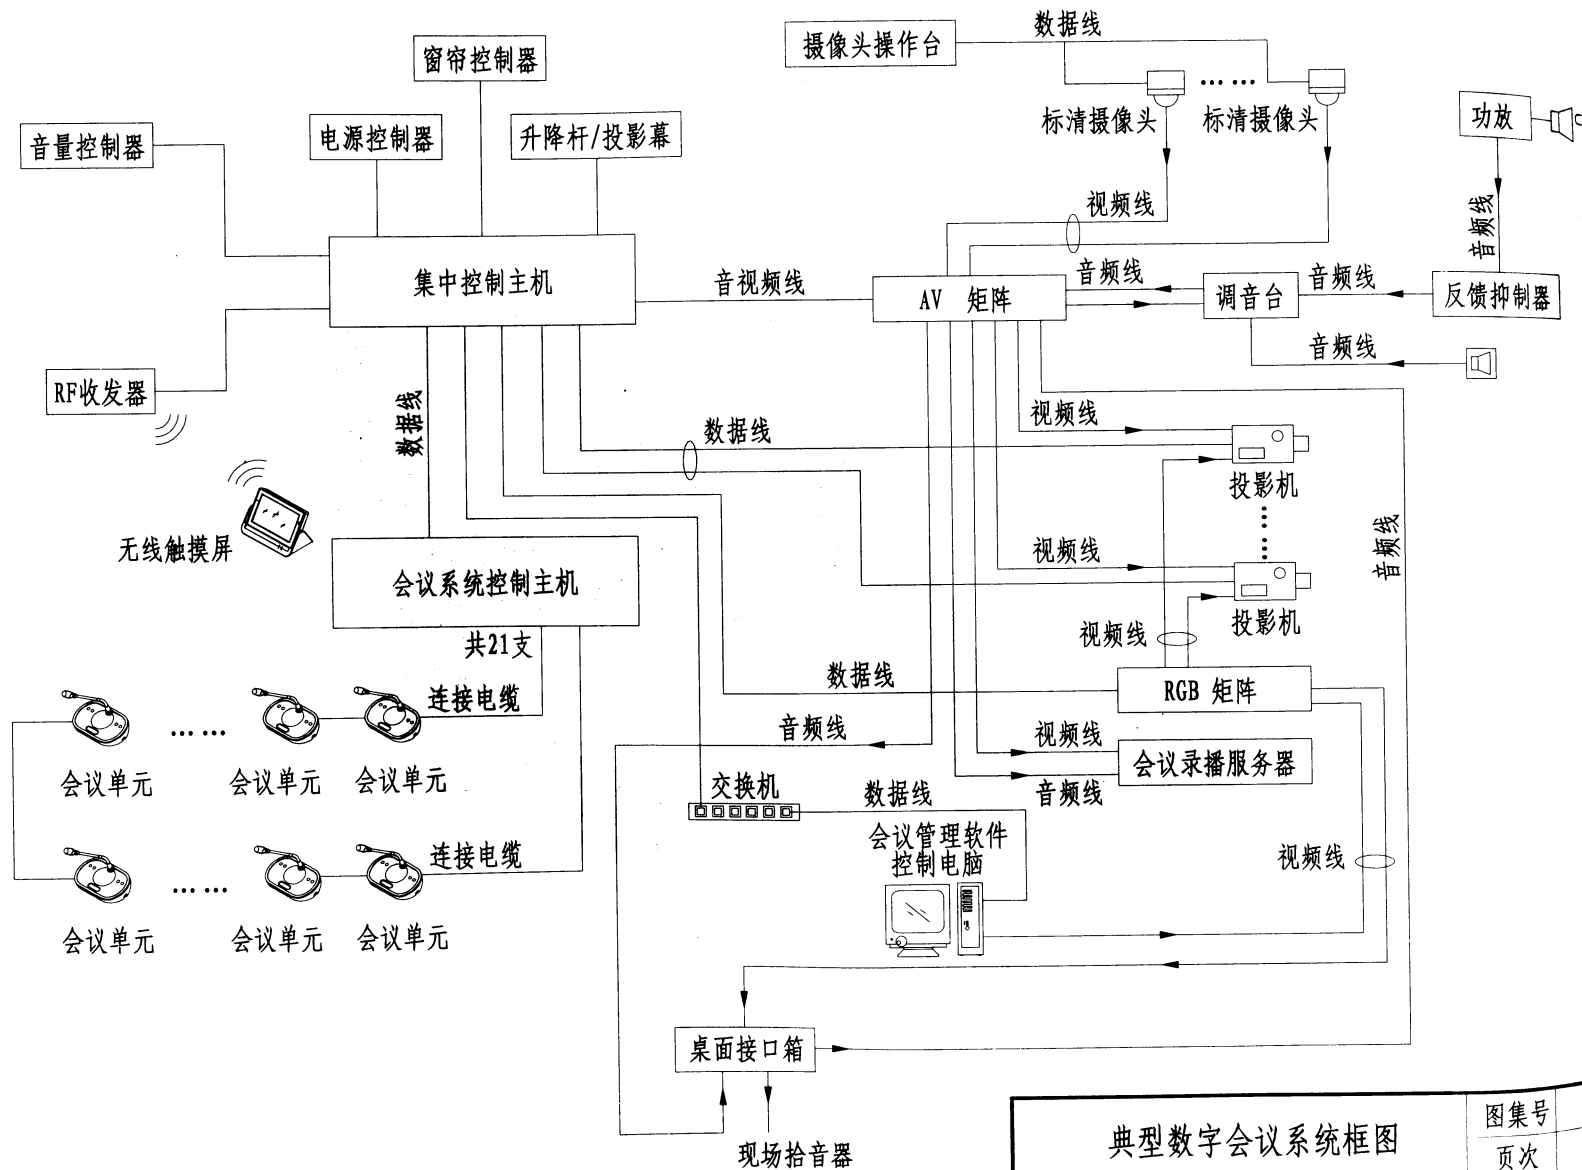 数据线
摄像头操作台
窗帘控制器
标清摄像头
标清摄像头
功放
音量控制器
电源控制器
升降杆/投影幕
视频线
音频线
集中控制主机
音视频线
AV 矩阵
音频线
调音台
音频线
反馈抑制器
音频线
RF收发器
数据线
数据线
视频线
投影机
无线触摸屏
会议系统控制主机
视频线
音频线
投影机
共21支
视频线
数据线
RGB 矩阵
连接电缆
音频线
视频线
会议录播服务器
会议单元
会议单元
会议单元
交换机
数据线
音频线
会议管理软件
控制电脑
连接电缆
视频线
会议单元
会议单元
会议单元
桌面接口箱
现场拾音器
典型数字会议系统框图
图集号
页次